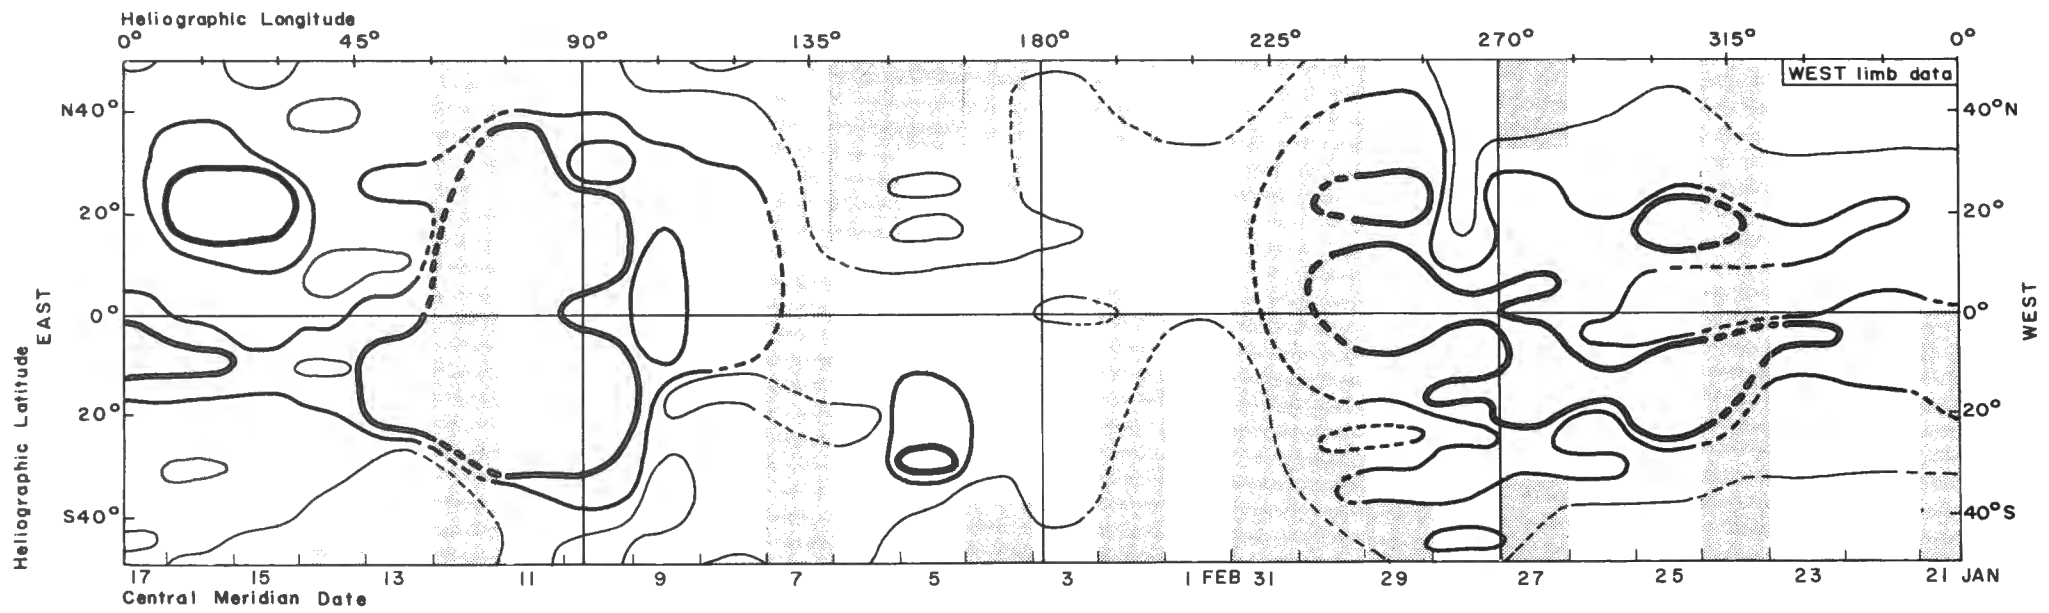 Heliographic Longitude
0° 45° 90° 135° 180° 225° 270° 315° 0°
WEST limb data
N40° 40°N
20° 20°
EAST 0° 0° WEST
20° 20°
S40° 40°S
Heliographic Latitude
17 15 13 11 9 7 5 3 1 FEB 31 29 27 25 23 21 JAN
Central Meridian Date